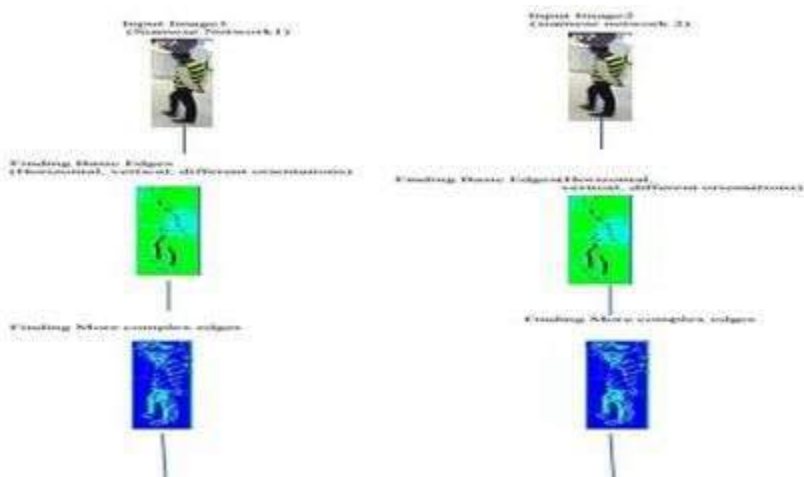 Input Image1
(Siamese Network1)
Input Image2
(siamese network 2)
Finding Basic Edges
(Horizontal, vertical, different orientations)
Finding Basic Edges(Horizontal,
vertical, different orientations)
Finding More complex edges
Finding More complex edges